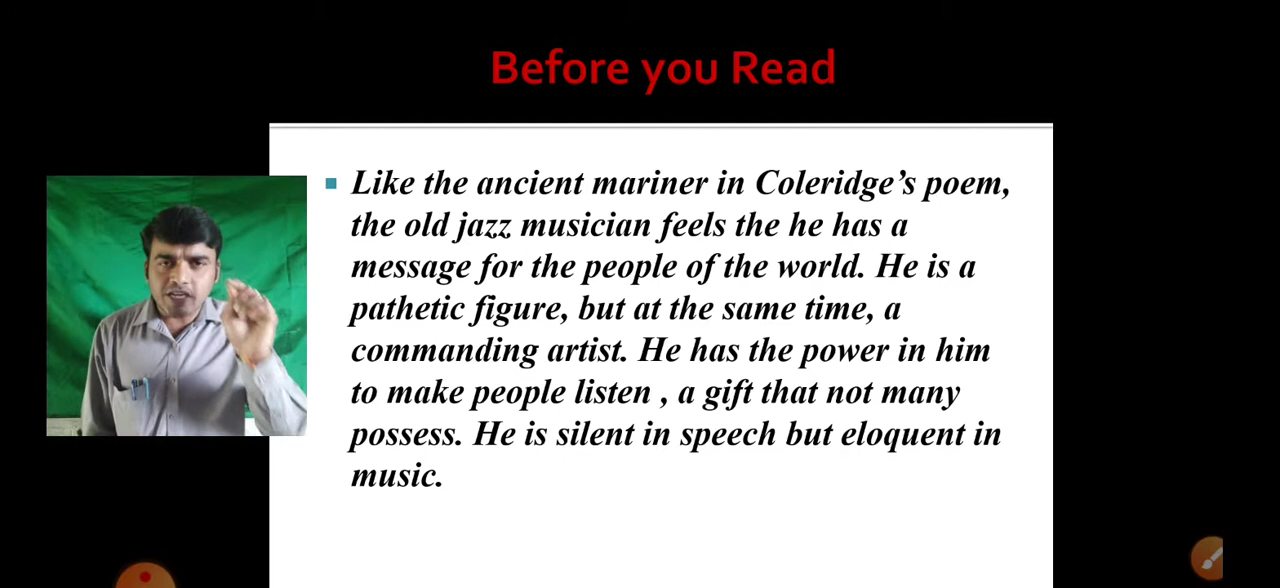 Before you Read
Like the ancient mariner in Coleridge's poem,
the old jazz musician feels the he has a
message for the people of the world. He is a
pathetic figure, but at the same time, a
commanding artist. He has the power in him
to make people listen , a gift that not many
possess. He is silent in speech but eloquent in
music.